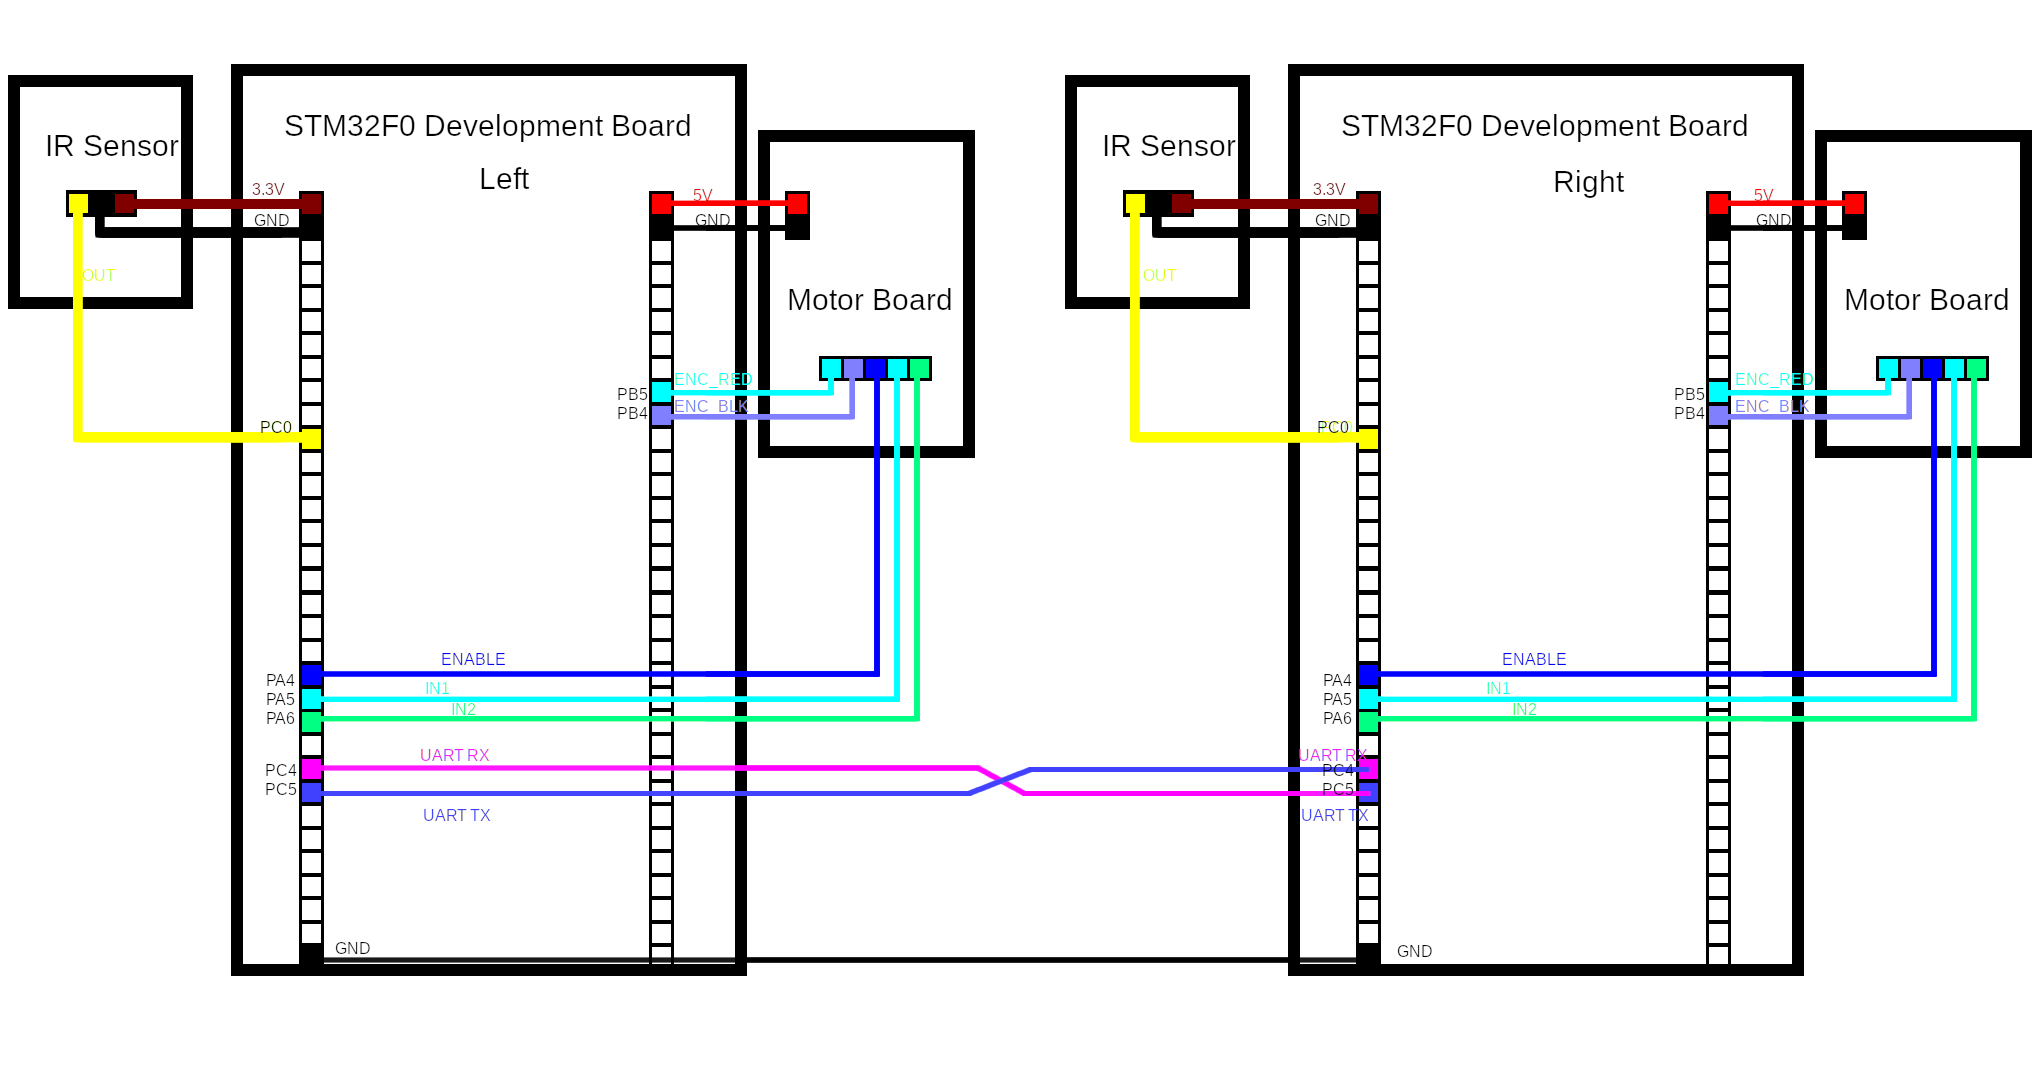 STM32F0 Development Board
Left
IR Sensor
3.3V
GND
OUT
PC0
5V
GND
Motor Board
ENC_RED
PB5
PB4
ENC_BLK
ENABLE
PA4
IN1
PA5
IN2
PA6
UART RX
PC4
PC5
UART TX
GND
STM32F0 Development Board
Right
IR Sensor
3.3V
GND
OUT
PC0
5V
GND
Motor Board
ENC_RED
PB5
PB4
ENC_BLK
ENABLE
PA4
IN1
PA5
IN2
PA6
UART RX
PC4
PC5
UART TX
GND